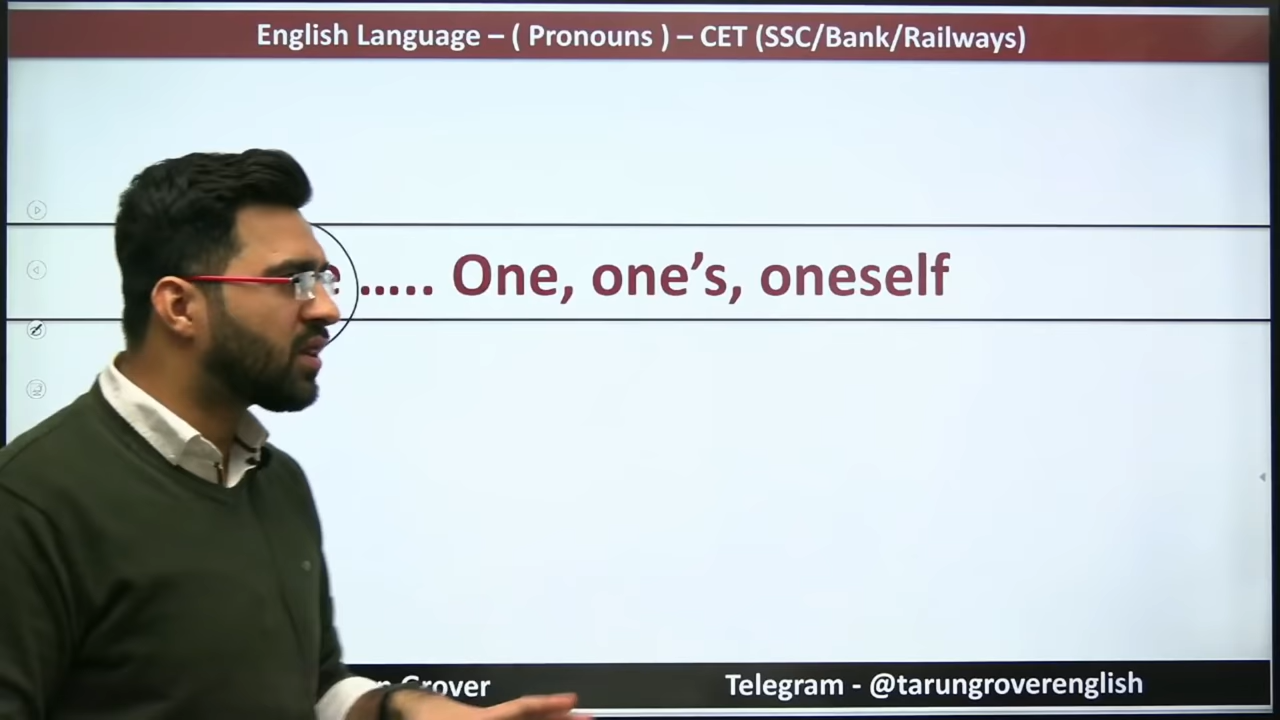 English Language – ( Pronouns ) – CET (SSC/Bank/Railways)
….. One, one’s, oneself
Grover
Telegram - @tarungroverenglish